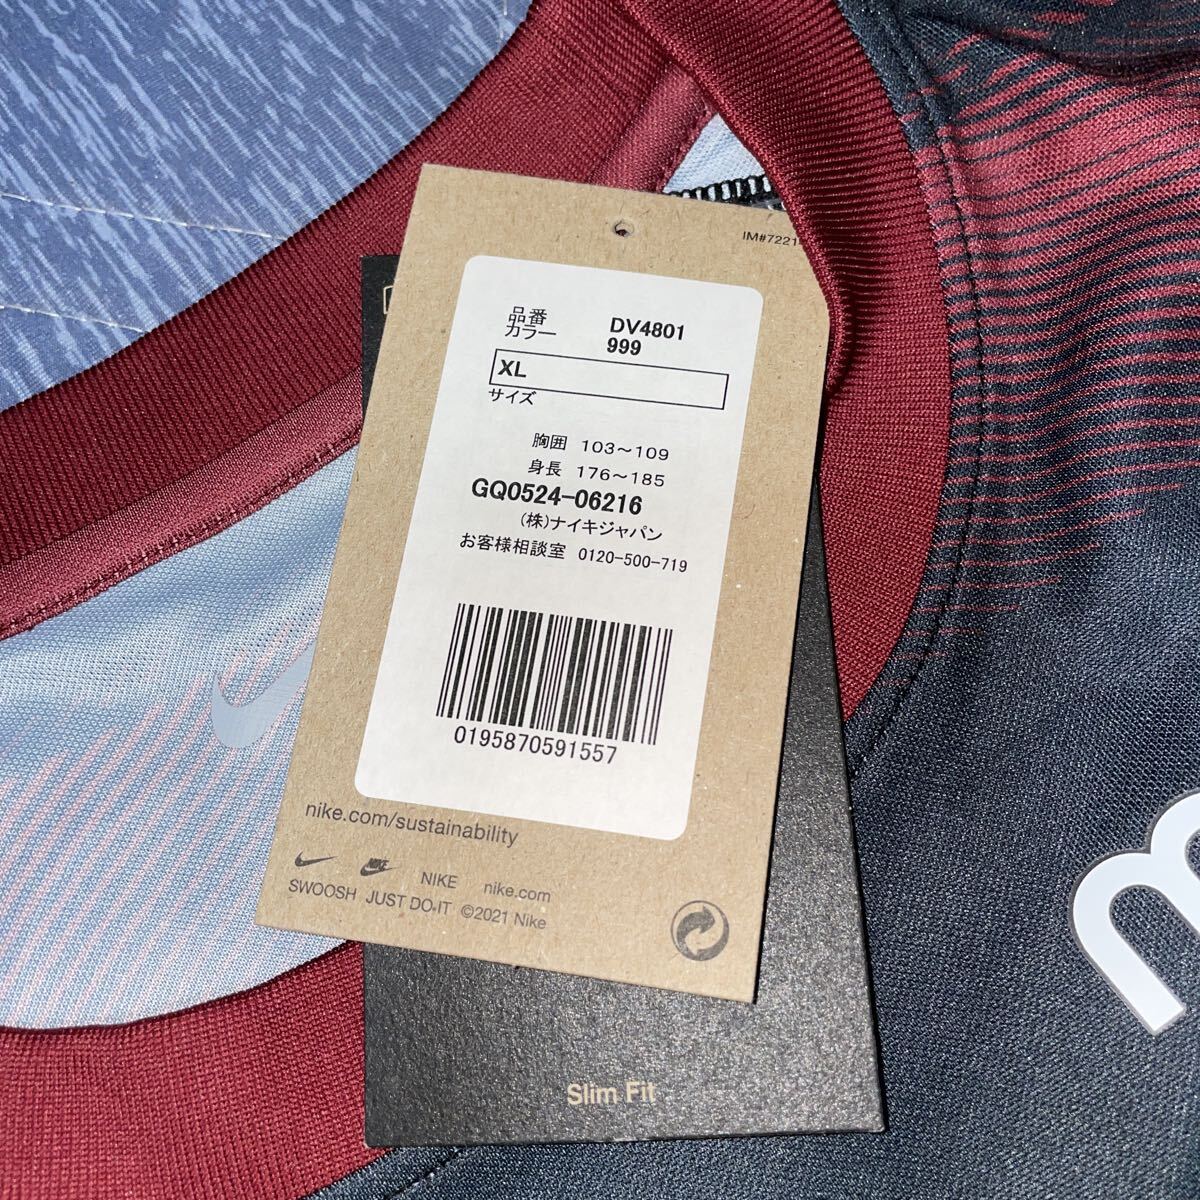 IM#7221
品番 DV4801
カラー 999
XL
サイズ
胸囲 103～109
身長 176～185
GQ0524-06216
(株)ナイキジャパン
お客様相談室 0120-500-719
0195870591557
nike.com/sustainability
NIKE nike.com
SWOOSH JUST DO IT ©2021 Nike
Slim Fit